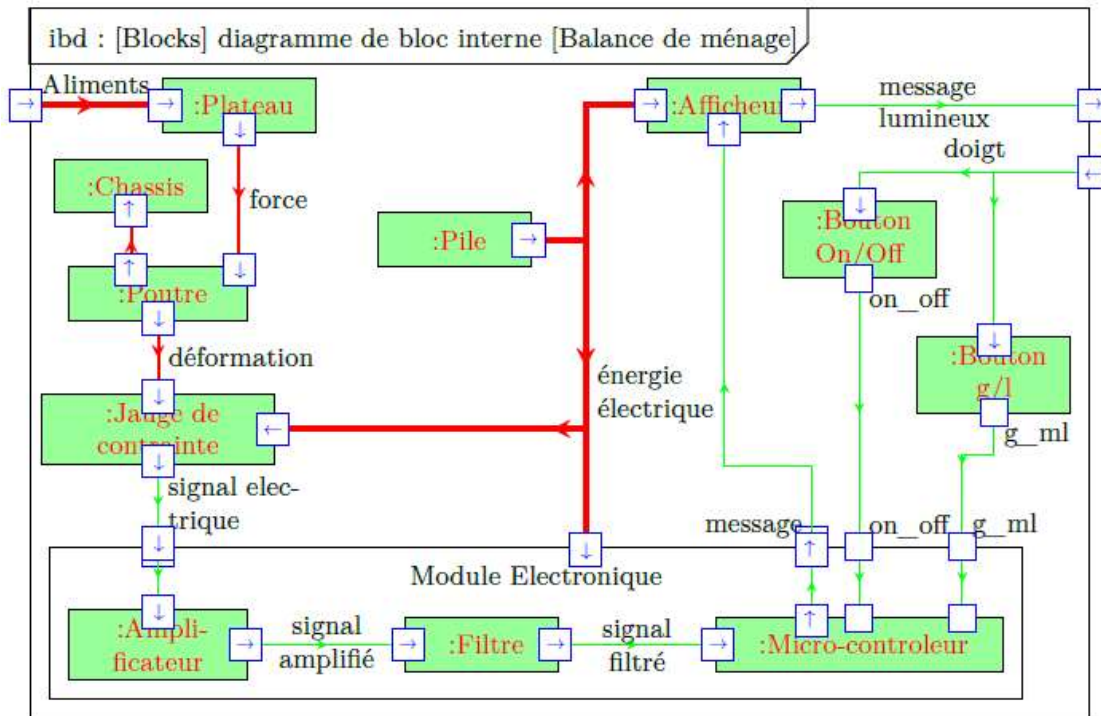 ibd : [Blocks] diagramme de bloc interne [Balance de ménage]
Aliments
:Plateau
:Afficheur
message
lumineux
doigt
:Chassis
force
:Pile
:Bouton
On/Off
:Poutre
on_off
déformation
énergie
électrique
:Bouton
g/l
:Jauge de
contrainte
g_ml
signal elec-
trique
message
on_off
g_ml
Module Electronique
:Ampli-
ficateur
signal
amplifié
:Filtre
signal
filtré
:Micro-controleur